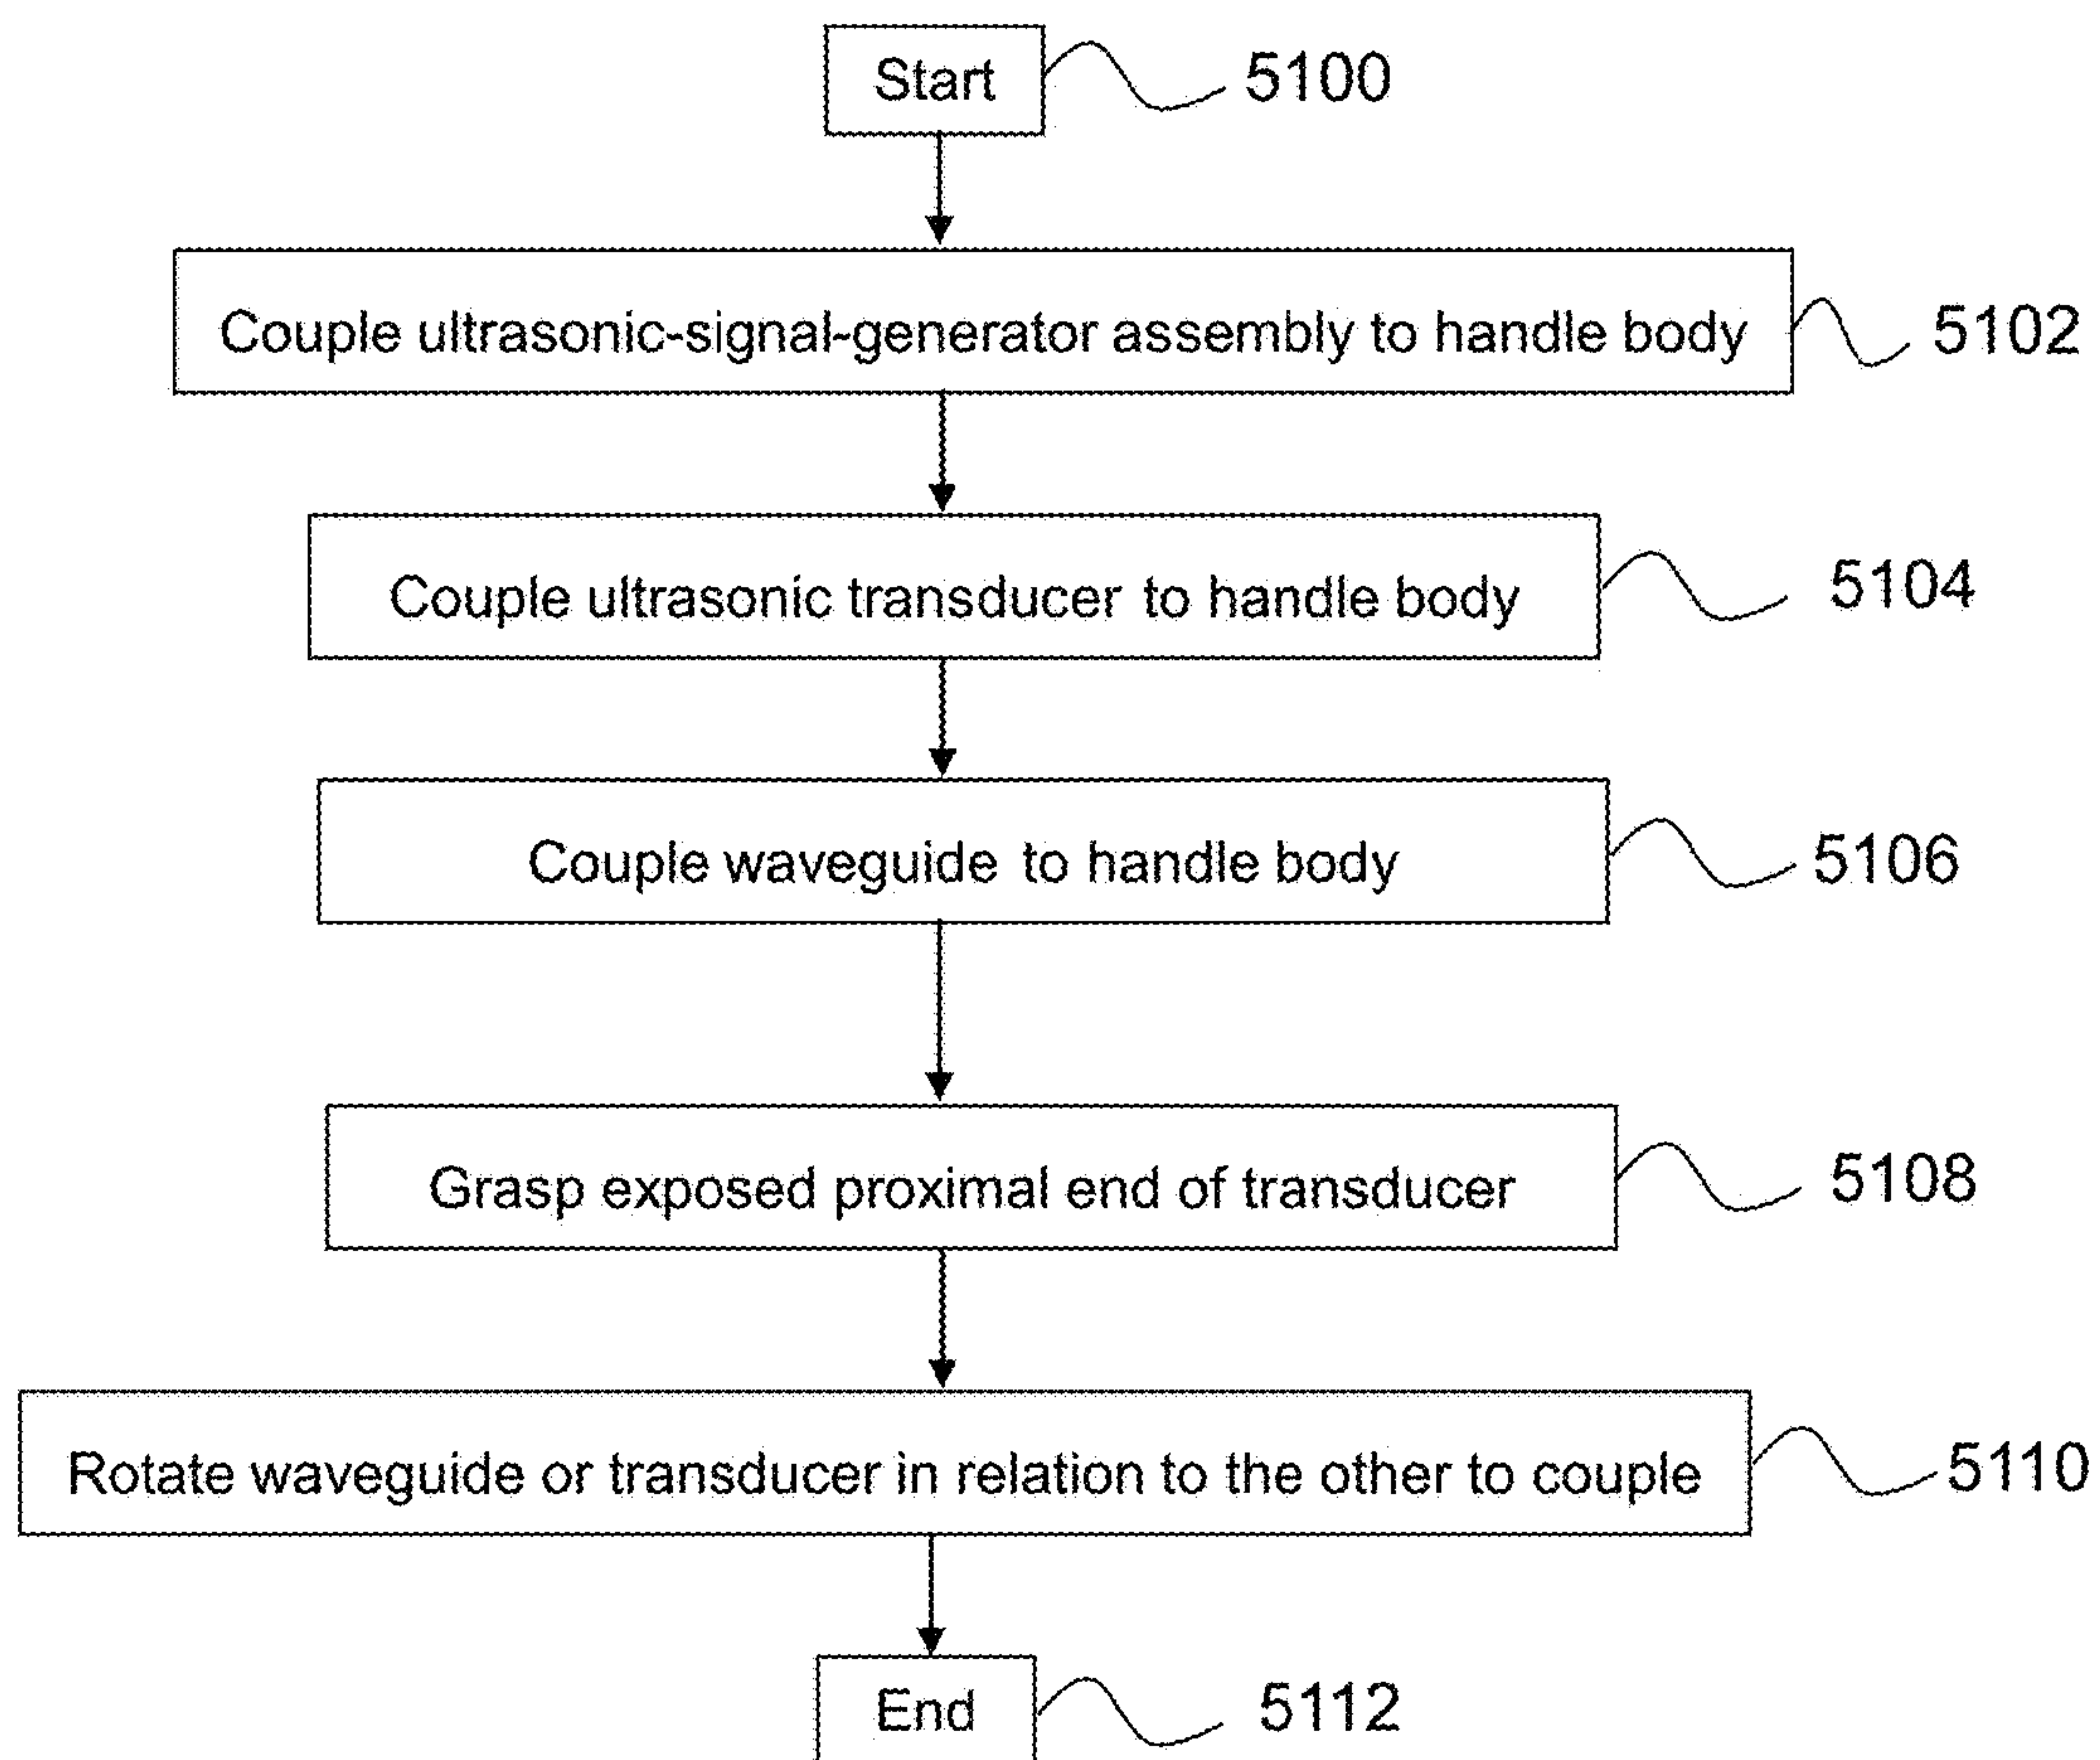 Start 5100
Couple ultrasonic-signal-generator assembly to handle body 5102
Couple ultrasonic transducer to handle body 5104
Couple waveguide to handle body 5106
Grasp exposed proximal end of transducer 5108
Rotate waveguide or transducer in relation to the other to couple 5110
End 5112